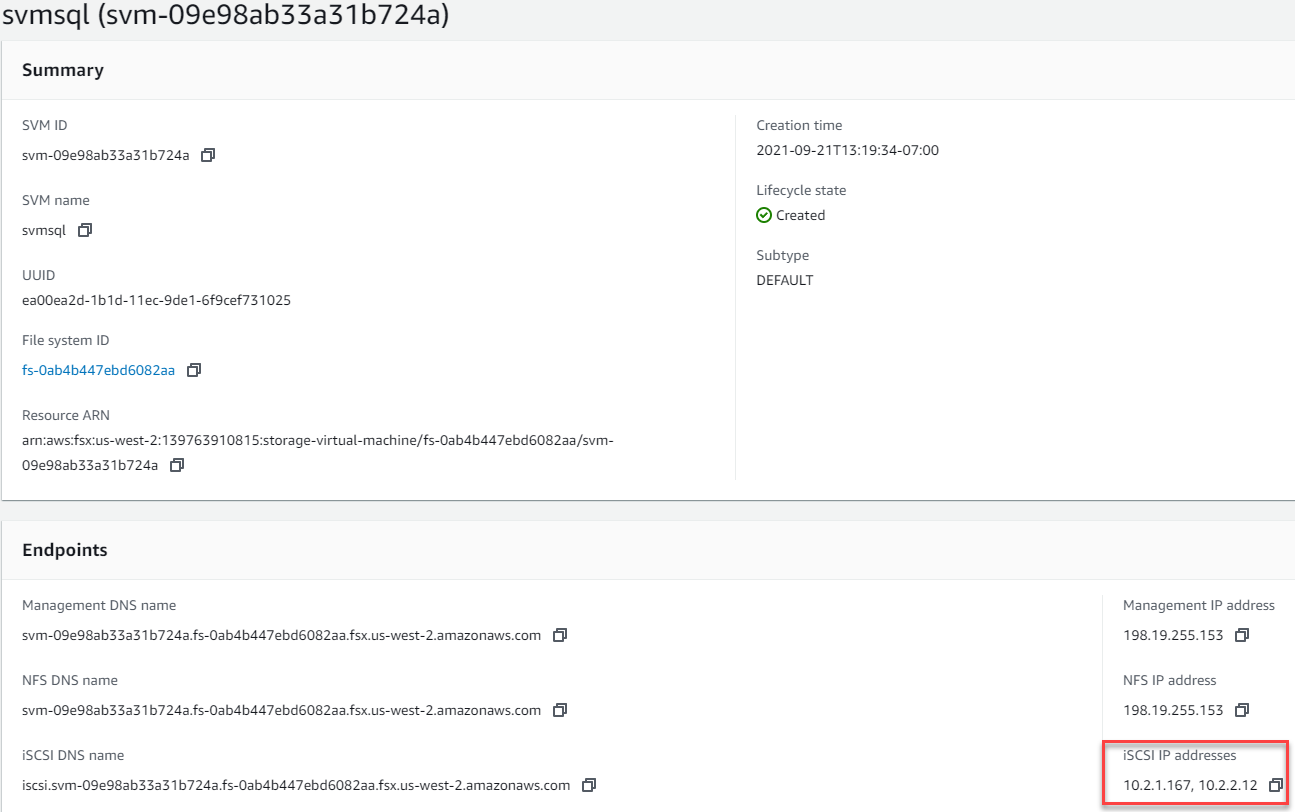 svmsql (svm-09e98ab33a31b724a)
Summary
SVM ID
svm-09e98ab33a31b724a
SVM name
svmsql
UUID
ea00ea2d-1b1d-11ec-9de1-6f9cef731025
File system ID
fs-0ab4b447ebd6082aa
Resource ARN
arn:aws:fsx:us-west-2:139763910815:storage-virtual-machine/fs-0ab4b447ebd6082aa/svm-
09e98ab33a31b724a
Creation time
2021-09-21T13:19:34-07:00
Lifecycle state
Created
Subtype
DEFAULT
Endpoints
Management DNS name
svm-09e98ab33a31b724a.fs-0ab4b447ebd6082aa.fsx.us-west-2.amazonaws.com
NFS DNS name
svm-09e98ab33a31b724a.fs-0ab4b447ebd6082aa.fsx.us-west-2.amazonaws.com
iSCSI DNS name
iscsi.svm-09e98ab33a31b724a.fs-0ab4b447ebd6082aa.fsx.us-west-2.amazonaws.com
Management IP address
198.19.255.153
NFS IP address
198.19.255.153
iSCSI IP addresses
10.2.1.167, 10.2.2.12